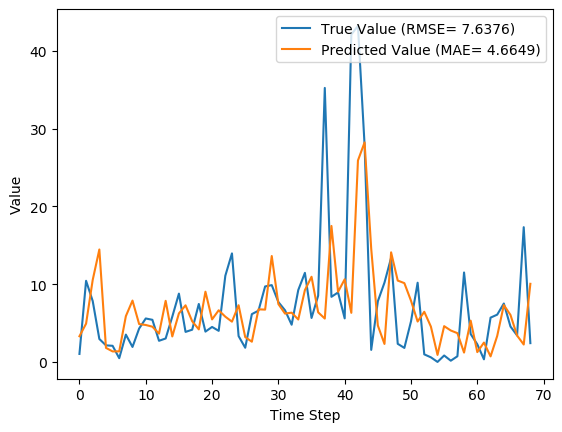 True Value (RMSE= 7.6376)
Predicted Value (MAE= 4.6649)
40
30
20
10
0
Value
0 10 20 30 40 50 60 70
Time Step